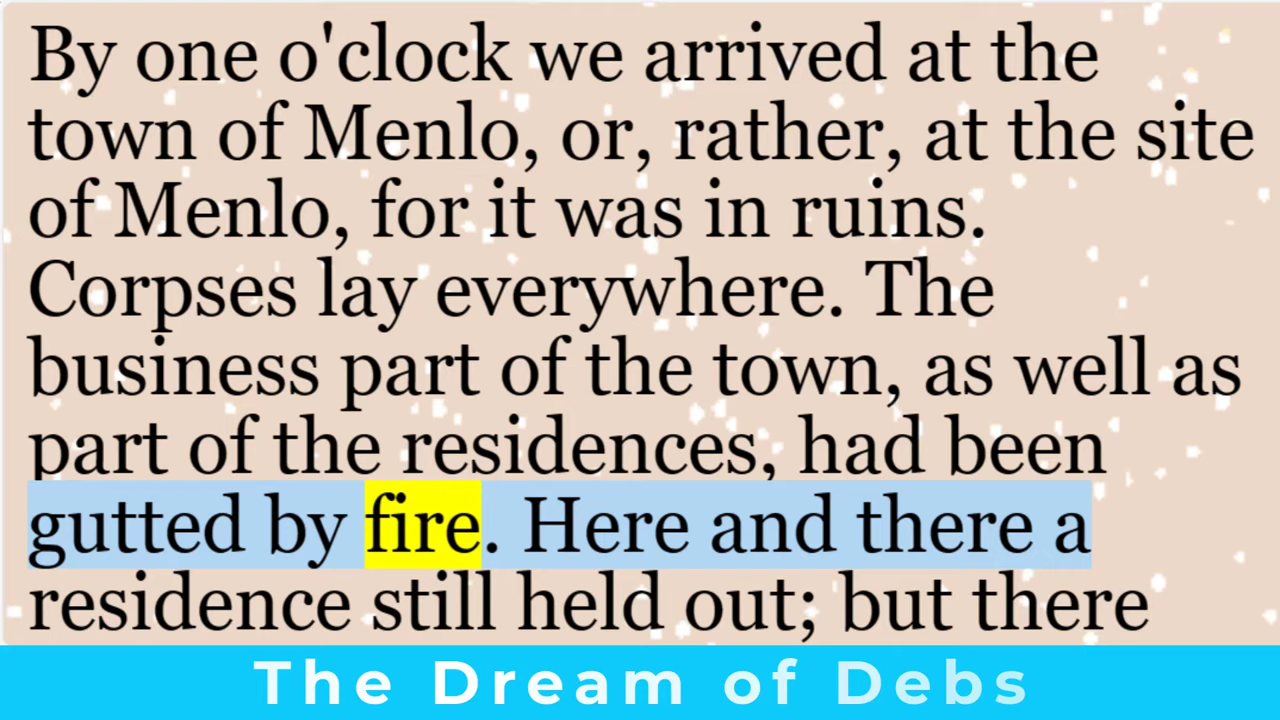 By one o'clock we arrived at the
town of Menlo, or, rather, at the site
of Menlo, for it was in ruins.
Corpses lay everywhere. The
business part of the town, as well as
part of the residences, had been
gutted by fire. Here and there a
residence still held out; but there
The Dream of Debs